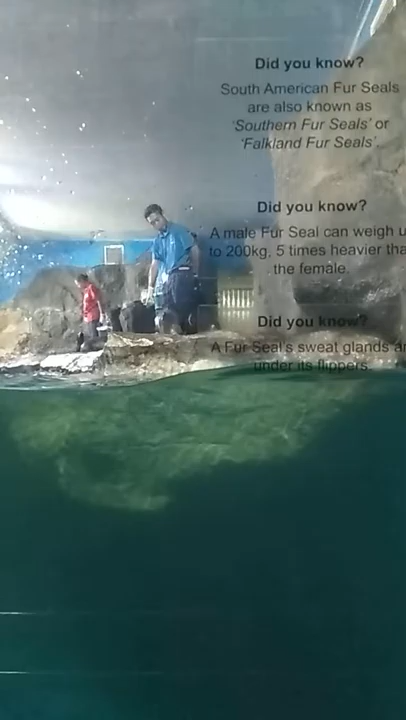 Did you know?
South American Fur Seals
are also known as
'Southern Fur Seals' or
'Falkland Fur Seals'.
Did you know?
A male Fur Seal can weigh u
to 200kg, 5 times heavier tha
the female.
Did you know?
A Fur Seal's sweat glands ar
under its flippers.